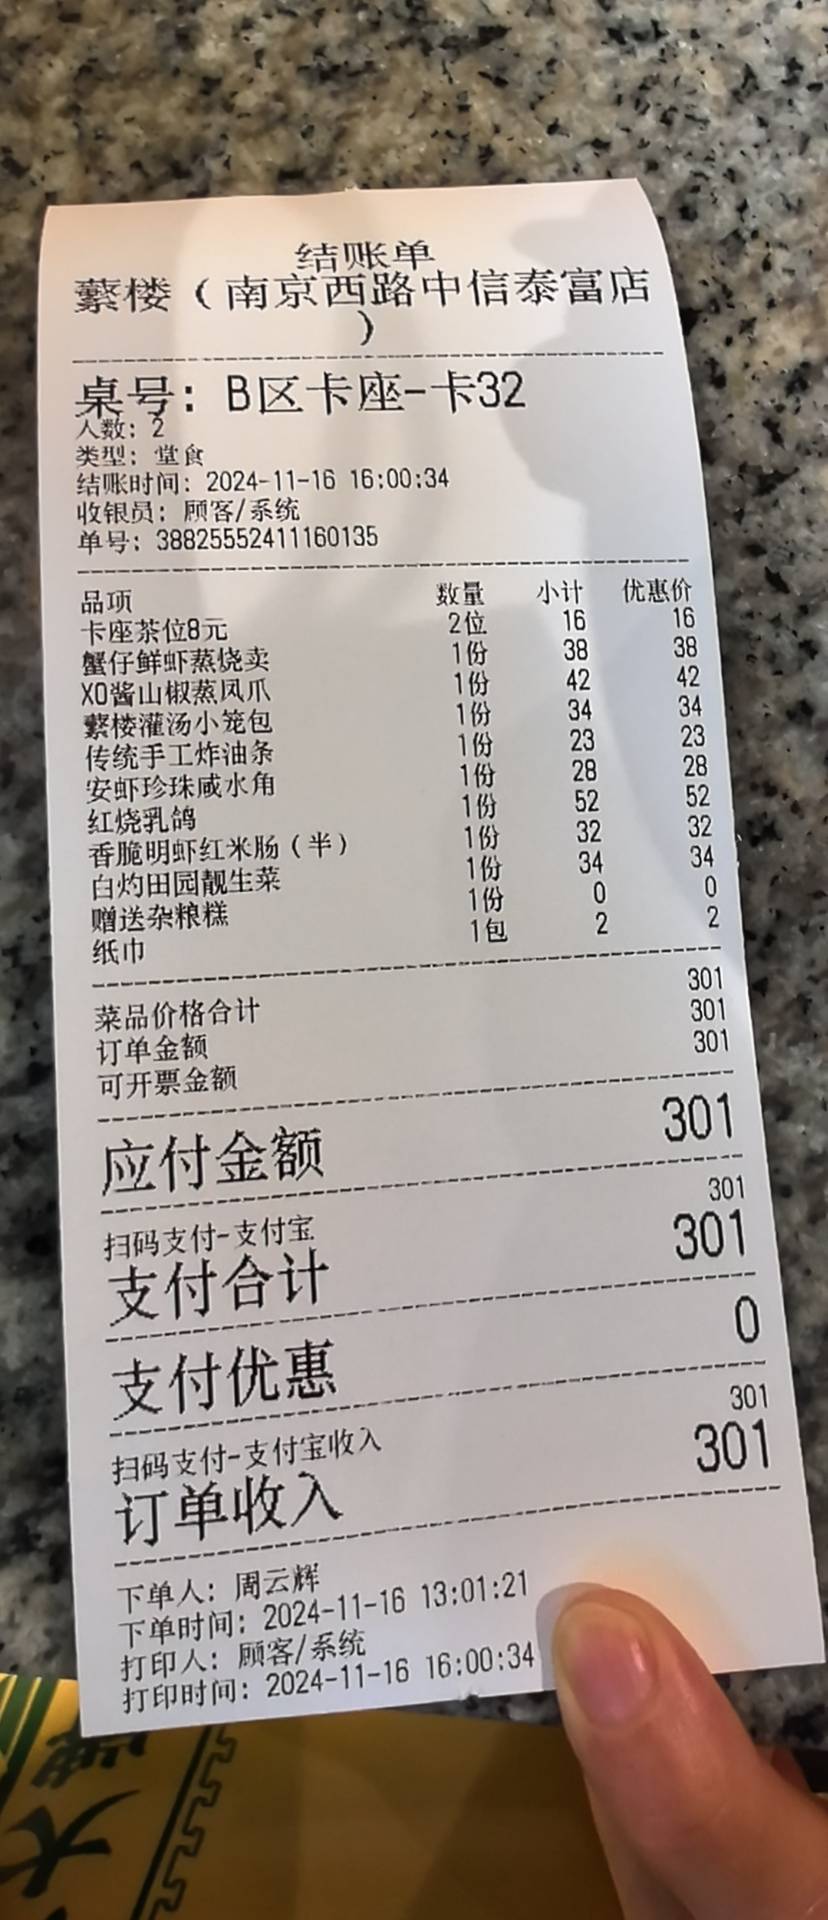 结账单
蘩楼（南京西路中信泰富店
）
桌号: B区卡座-卡32
人数: 2
类型: 堂食
结账时间: 2024-11-16 16:00:34
收银员: 顾客/系统
单号: 38825552411160135
品项 数量 小计 优惠价
卡座茶位8元 2位 16 16
蟹仔鲜虾蒸烧卖 1份 38 38
XO酱山椒蒸凤爪 1份 42 42
蘩楼灌汤小笼包 1份 34 34
传统手工炸油条 1份 23 23
安虾珍珠咸水角 1份 28 28
红烧乳鸽 1份 52 52
香脆明虾红米肠（半） 1份 32 32
白灼田园靓生菜 1份 34 34
赠送杂粮糕 1份 0 0
纸巾 1包 2 2
菜品价格合计 301
订单金额 301
可开票金额 301
应付金额 301
扫码支付-支付宝 301
支付合计 301
支付优惠 0
扫码支付-支付宝收入 301
订单收入 301
下单人: 周云辉
下单时间: 2024-11-16 13:01:21
打印人: 顾客/系统
打印时间: 2024-11-16 16:00:34